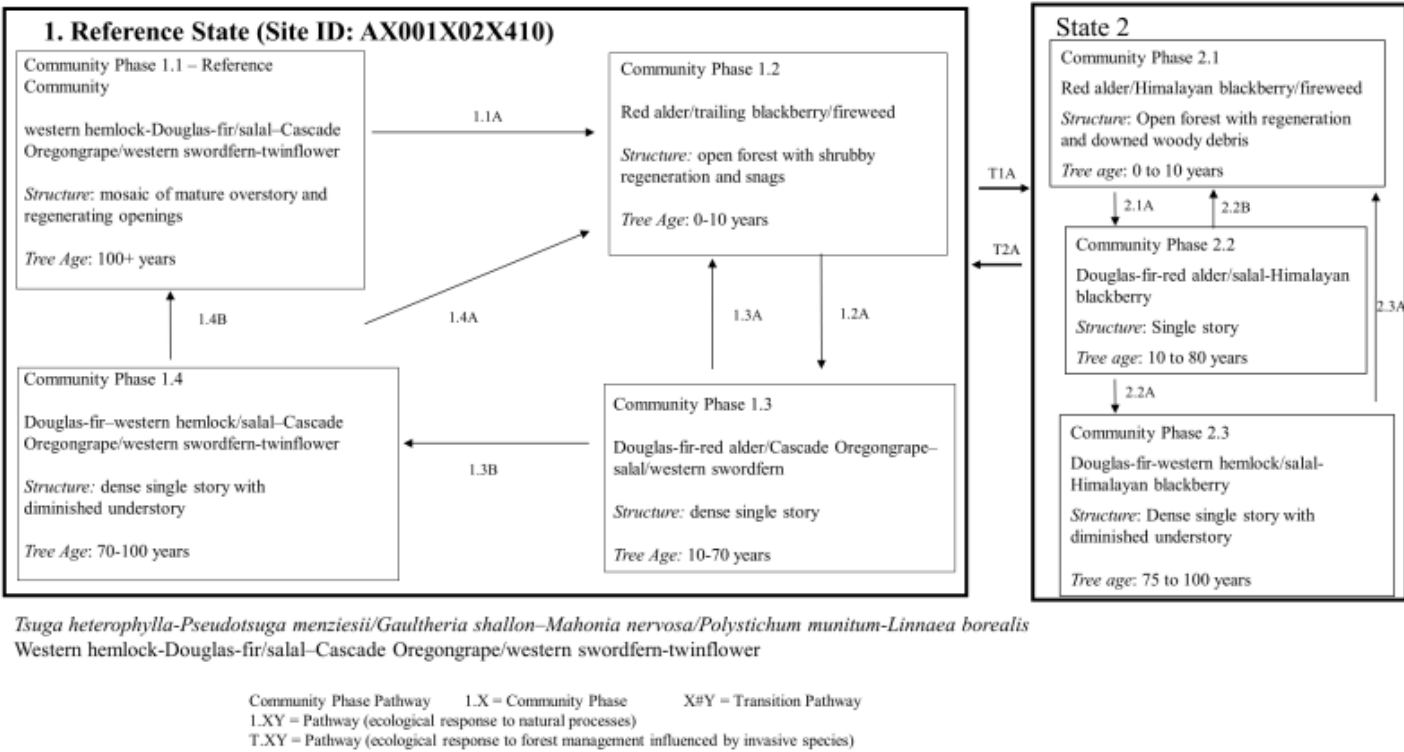 1. Reference State (Site ID: AX001X02X410)
Community Phase 1.1 – Reference
Community
western hemlock-Douglas-fir/salal–Cascade
Oregongrape/western swordfern-twinflower
Structure: mosaic of mature overstory and
regenerating openings
Tree Age: 100+ years
1.1A
Community Phase 1.2
Red alder/trailing blackberry/fireweed
Structure: open forest with shrubby
regeneration and snags
Tree Age: 0-10 years
1.4B
1.4A
1.3A
1.2A
Community Phase 1.4
Douglas-fir–western hemlock/salal–Cascade
Oregongrape/western swordfern-twinflower
Structure: dense single story with
diminished understory
Tree Age: 70-100 years
1.3B
Community Phase 1.3
Douglas-fir-red alder/Cascade Oregongrape–
salal/western swordfern
Structure: dense single story
Tree Age: 10-70 years
T1A
T2A
State 2
Community Phase 2.1
Red alder/Himalayan blackberry/fireweed
Structure: Open forest with regeneration
and downed woody debris
Tree age: 0 to 10 years
2.1A
2.2B
Community Phase 2.2
Douglas-fir-red alder/salal-Himalayan
blackberry
Structure: Single story
Tree age: 10 to 80 years
2.3A
2.2A
Community Phase 2.3
Douglas-fir-western hemlock/salal-
Himalayan blackberry
Structure: Dense single story with
diminished understory
Tree age: 75 to 100 years
Tsuga heterophylla-Pseudotsuga menziesii/Gaultheria shallon–Mahonia nervosa/Polystichum munitum-Linnaea borealis
Western hemlock-Douglas-fir/salal–Cascade Oregongrape/western swordfern-twinflower
Community Phase Pathway 1.X = Community Phase X#Y = Transition Pathway
1.XY = Pathway (ecological response to natural processes)
T.XY = Pathway (ecological response to forest management influenced by invasive species)